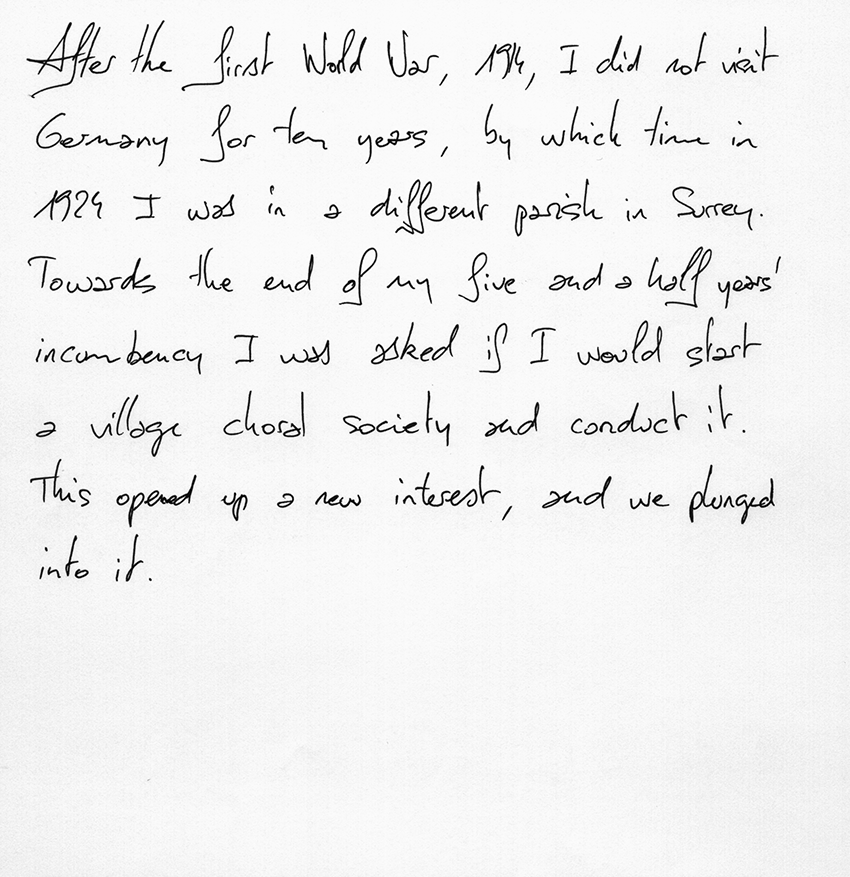 After the first World War, 1914, I did not visit
Germany for ten years, by which time in
1924 I was in a different parish in Surrey.
Towards the end of my five and a half years'
incumbency I was asked if I would start
a village choral society and conduct it.
This opened up a new interest, and we plunged
into it.